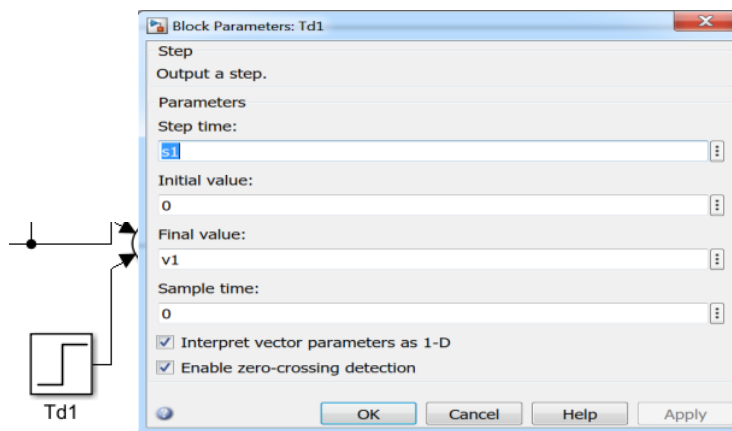 Block Parameters: Td1
Step
Output a step.
Parameters
Step time:
s1
Initial value:
0
Final value:
v1
Sample time:
0
Interpret vector parameters as 1-D
Enable zero-crossing detection
OK Cancel Help Apply
Td1